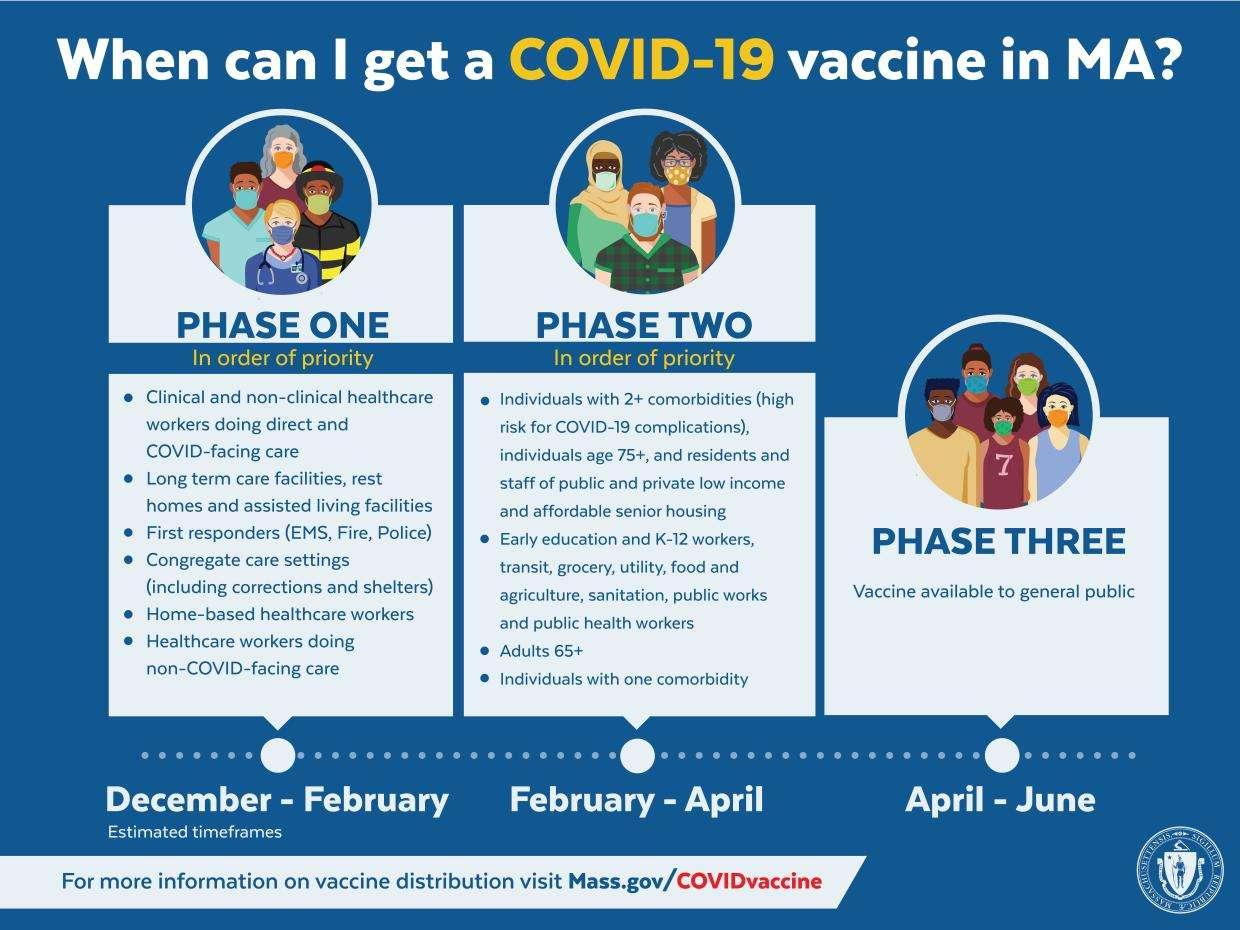 When can I get a COVID-19 vaccine in MA?
PHASE ONE
In order of priority
• Clinical and non-clinical healthcare
workers doing direct and
COVID-facing care
• Long term care facilities, rest
homes and assisted living facilities
• First responders (EMS, Fire, Police)
• Congregate care settings
(including corrections and shelters)
• Home-based healthcare workers
• Healthcare workers doing
non-COVID-facing care
PHASE TWO
In order of priority
• Individuals with 2+ comorbidities (high
risk for COVID-19 complications),
individuals age 75+, and residents and
staff of public and private low income
and affordable senior housing
• Early education and K-12 workers,
transit, grocery, utility, food and
agriculture, sanitation, public works
and public health workers
• Adults 65+
• Individuals with one comorbidity
7
PHASE THREE
Vaccine available to general public
December - February
Estimated timeframes
February - April
April - June
For more information on vaccine distribution visit Mass.gov/COVIDvaccine